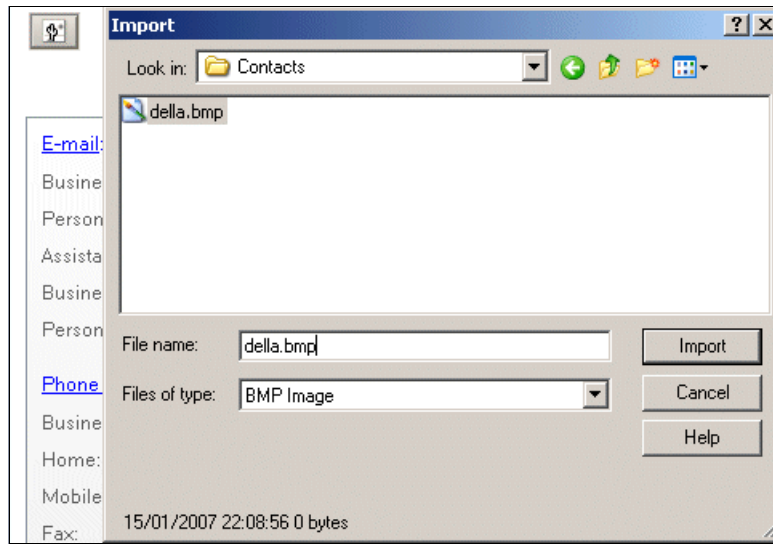 Import
Look in: Contacts
della.bmp
E-mail:
Busine
Person
Assista
Busine
Person
File name: della.bmp
Import
Files of type: BMP Image
Cancel
Help
Phone
Busine
Home:
Mobile
Fax:
15/01/2007 22:08:56 0 bytes